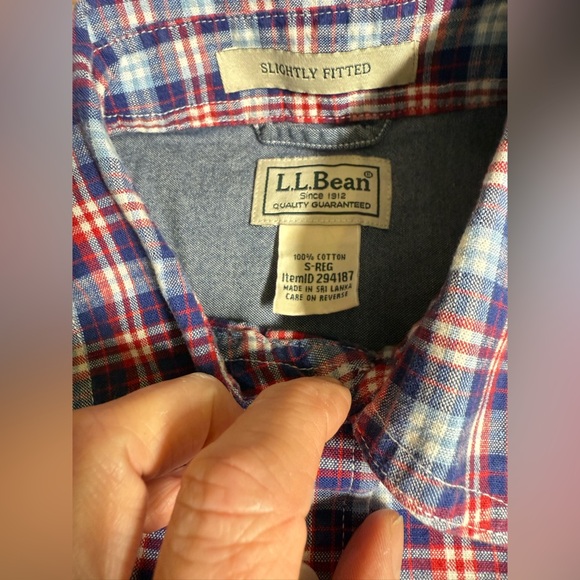 SLIGHTLY FITTED
L.L.Bean®
Since 1912
QUALITY GUARANTEED
100% COTTON
S-REG
ItemID 294187
MADE IN SRI LANKA
CARE ON REVERSE